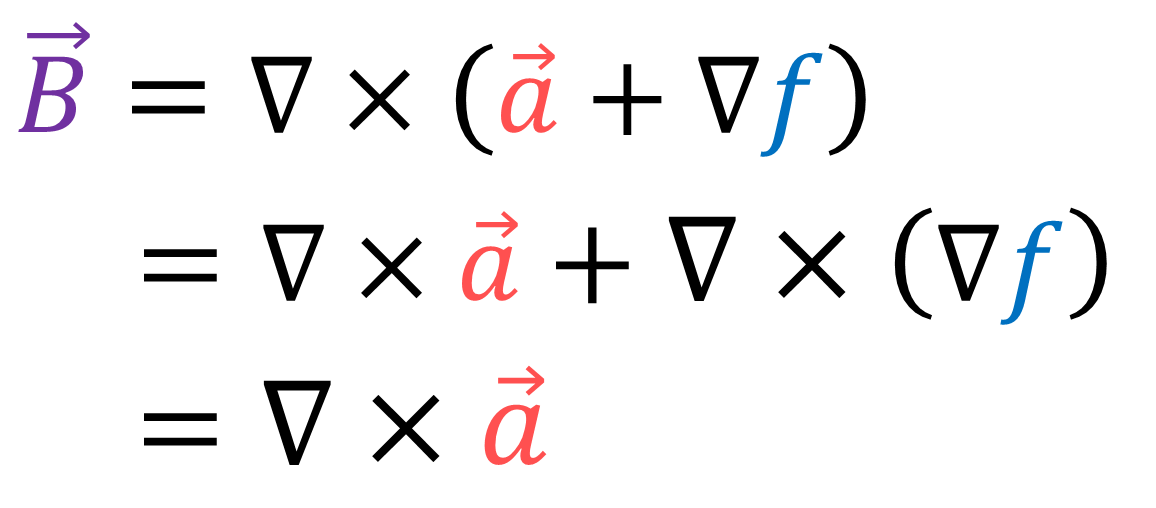 B⃗ = ∇ × (a⃗ + ∇f)
= ∇ × a⃗ + ∇ × (∇f)
= ∇ × a⃗